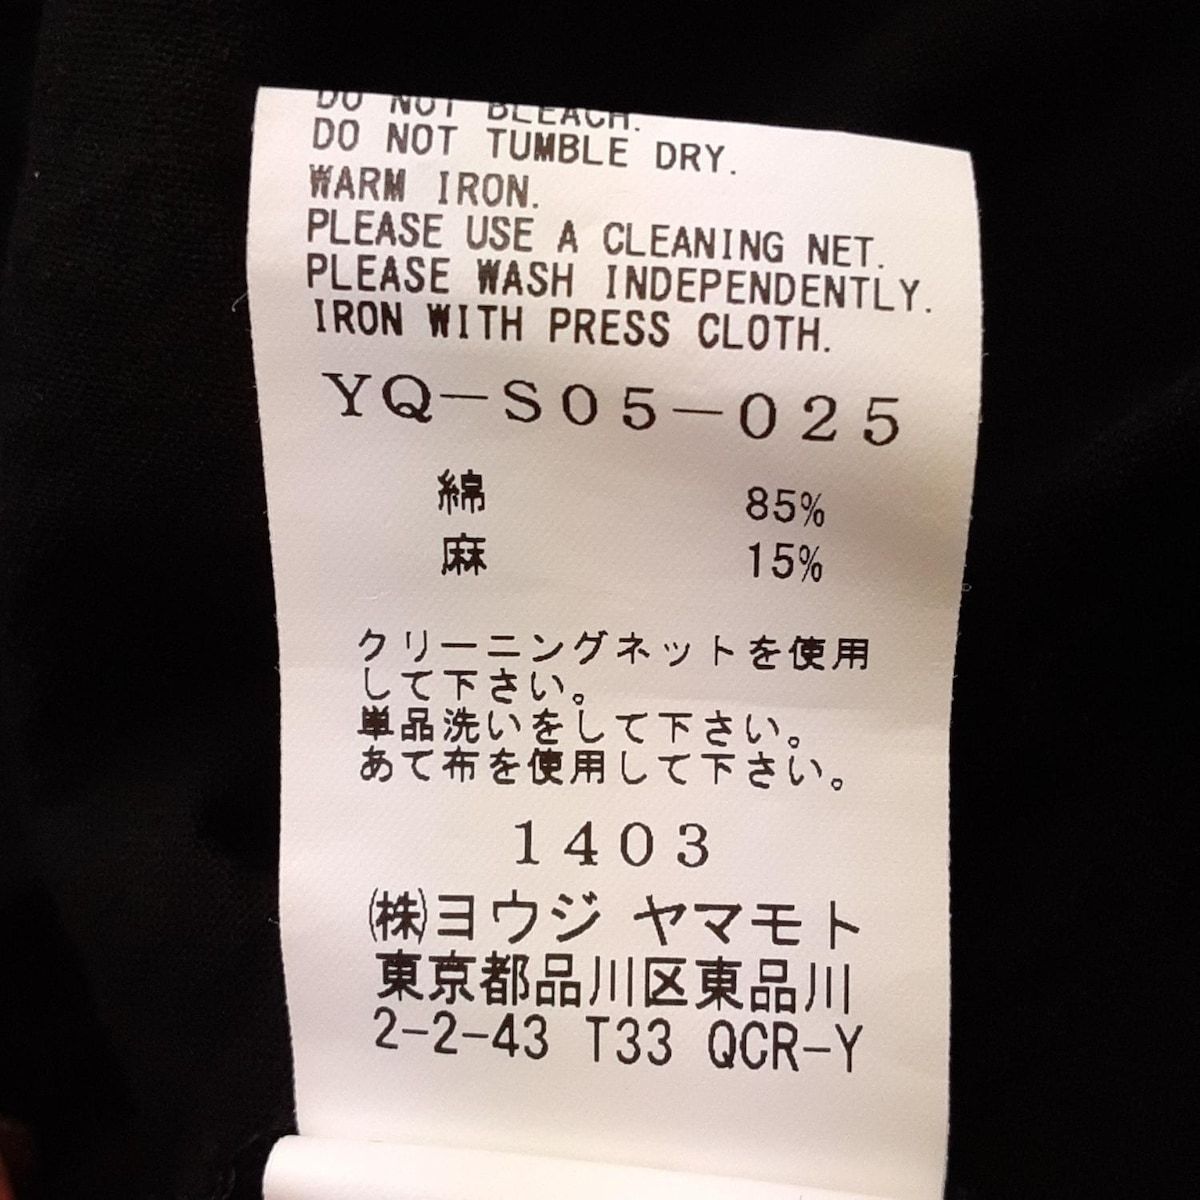 DO NOT BLEACH.
DO NOT TUMBLE DRY.
WARM IRON.
PLEASE USE A CLEANING NET.
PLEASE WASH INDEPENDENTLY.
IRON WITH PRESS CLOTH.
YQ-S05-025
綿 85%
麻 15%
クリーニングネットを使用
して下さい。
単品洗いをして下さい。
あて布を使用して下さい。
1403
㈱ヨウジ ヤマモト
東京都品川区東品川
2-2-43 T33 QCR-Y